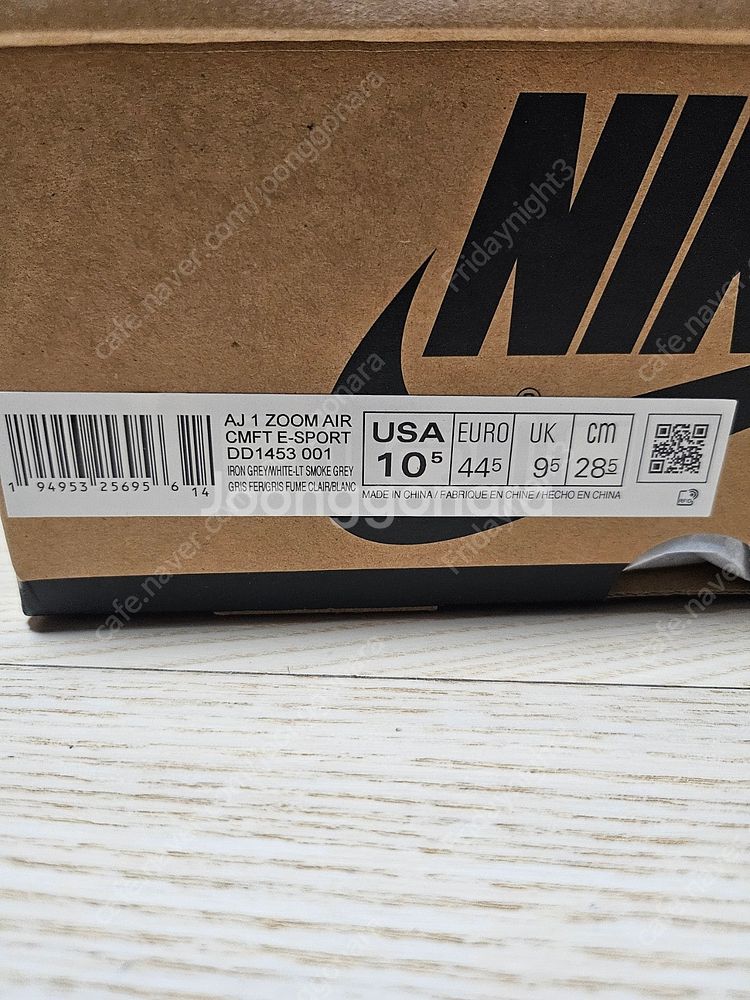 NIK
AJ 1 ZOOM AIR
CMFT E-SPORT
DD1453 001
IRON GREY/WHITE-LT SMOKE GREY
GRIS FER/GRIS FUME CLAIR/BLANC
1 94953 25695 6 14
USA
10⁵
EURO
44⁵
UK
9⁵
cm
28⁵
MADE IN CHINA / FABRIQUE EN CHINE / HECHO EN CHINA
RFID
Joonggonara
cafe.naver.com/joonggonara
Fridaynight3